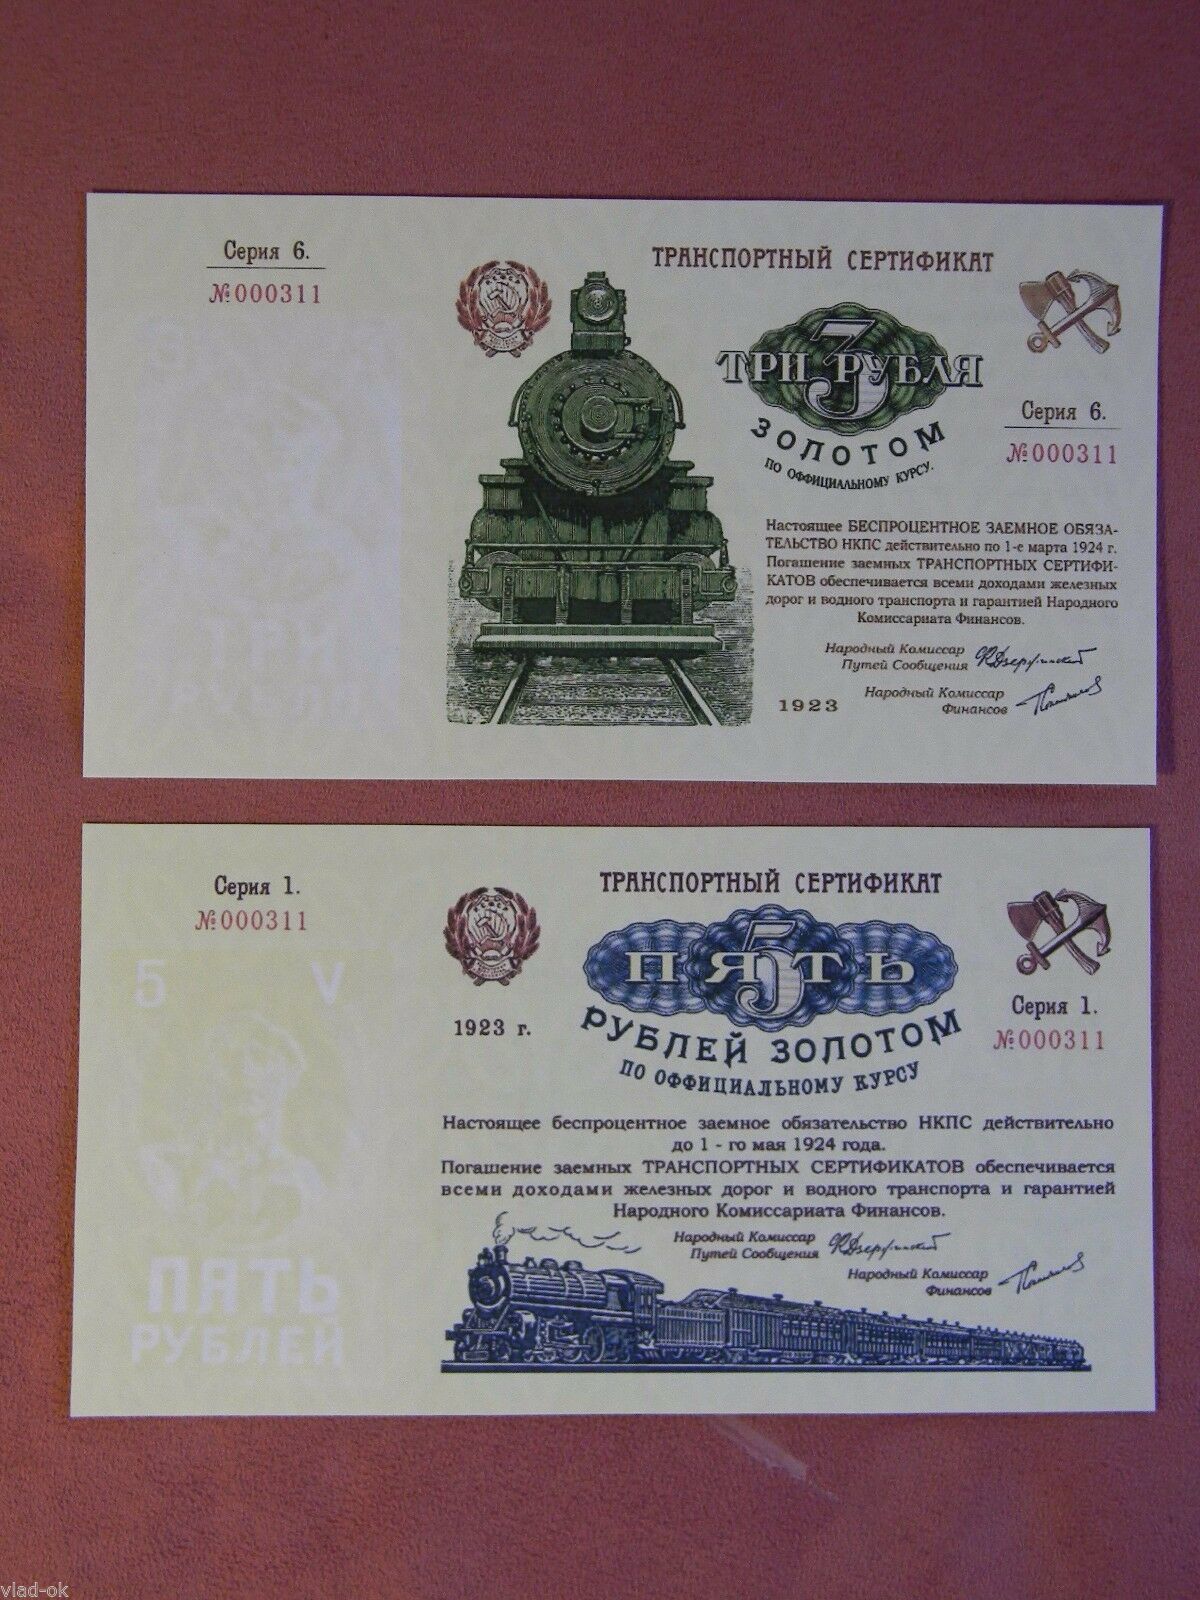 Серия 6.
№000311
ТРАНСПОРТНЫЙ СЕРТИФИКАТ
3
ТРИ РУБЛЯ
ЗОЛОТОМ
ПО ОФФИЦИАЛЬНОМУ КУРСУ.
Серия 6.
№000311
Настоящее БЕСПРОЦЕНТНОЕ ЗАЕМНОЕ ОБЯЗА-
ТЕЛЬСТВО НКПС действительно по 1-е марта 1924 г.
Погашение заемных ТРАНСПОРТНЫХ СЕРТИФИ-
КАТОВ обеспечивается всеми доходами железных
дорог и водного транспорта и гарантией Народного
Комиссариата Финансов.
Народный Комиссар
Путей Сообщения
Народный Комиссар
Финансов
1923
Серия 1.
№000311
5 V
ПЯТЬ
РУБЛЕЙ
ТРАНСПОРТНЫЙ СЕРТИФИКАТ
5
ПЯТЬ
РУБЛЕЙ ЗОЛОТОМ
ПО ОФФИЦИАЛЬНОМУ КУРСУ
1923 г.
Серия 1.
№000311
Настоящее беспроцентное заемное обязательство НКПС действительно
до 1 - го мая 1924 года.
Погашение заемных ТРАНСПОРТНЫХ СЕРТИФИКАТОВ обеспечивается
всеми доходами железных дорог и водного транспорта и гарантией
Народного Комиссариата Финансов.
Народный Комиссар
Путей Сообщения
Народный Комиссар
Финансов
vlad-ok